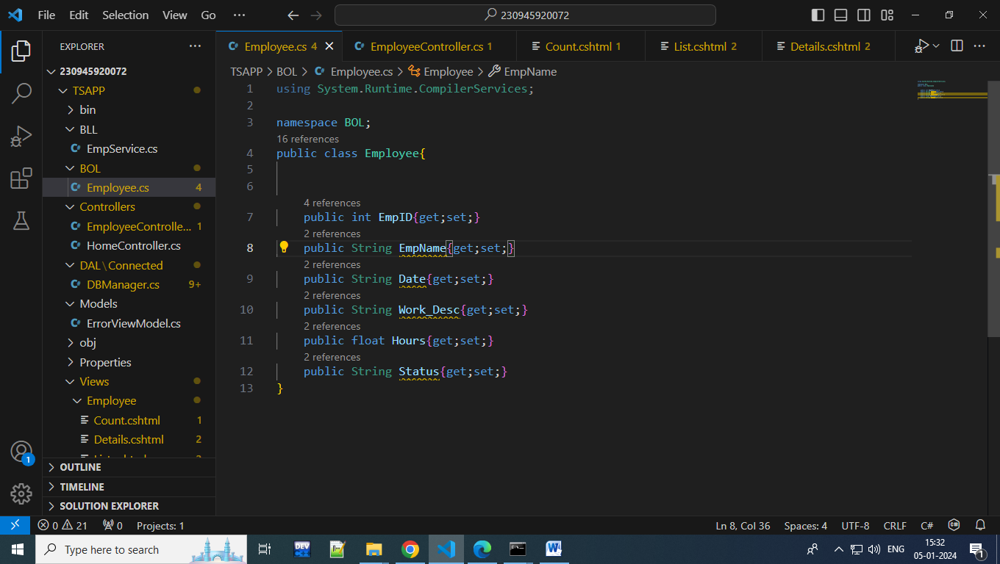 File Edit Selection View Go ···
230945920072
EXPLORER ···
230945920072
TSAPP
bin
BLL
EmpService.cs
BOL
Employee.cs 4
Controllers
EmployeeControlle... 1
HomeController.cs
DAL\Connected
DBManager.cs 9+
Models
ErrorViewModel.cs
obj
Properties
Views
Employee
Count.cshtml 1
Details.cshtml 2
OUTLINE
TIMELINE
SOLUTION EXPLORER
1
Employee.cs 4
EmployeeController.cs 1
Count.cshtml 1
List.cshtml 2
Details.cshtml 2
TSAPP > BOL > Employee.cs > Employee > EmpName
1 using System.Runtime.CompilerServices;
2
3 namespace BOL;
16 references
4 public class Employee{
5
6
4 references
7 public int EmpID{get;set;}
2 references
8 public String EmpName{get;set;}
2 references
9 public String Date{get;set;}
2 references
10 public String Work_Desc{get;set;}
2 references
11 public float Hours{get;set;}
2 references
12 public String Status{get;set;}
13 }
0 21 0 Projects: 1
Ln 8, Col 36 Spaces: 4 UTF-8 CRLF C#
Type here to search
DEV
ENG
15:32
05-01-2024
1